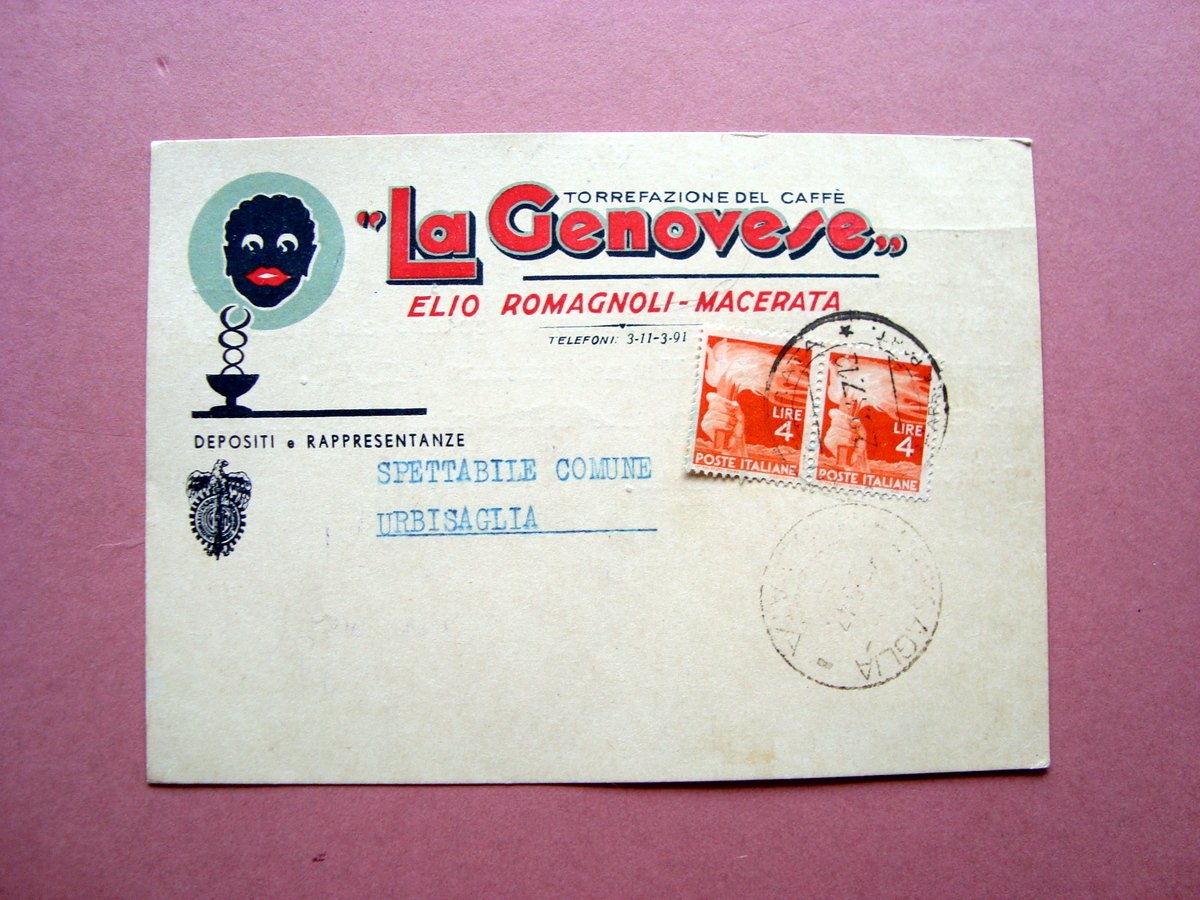 TORREFAZIONE DEL CAFFÈ
"La Genovese"
ELIO ROMAGNOLI - MACERATA
TELEFONI: 3-11-3-91
DEPOSITI e RAPPRESENTANZE
SPETTABILE COMUNE
URBISAGLIA
LIRE
4
POSTE ITALIANE
LIRE
4
POSTE ITALIANE